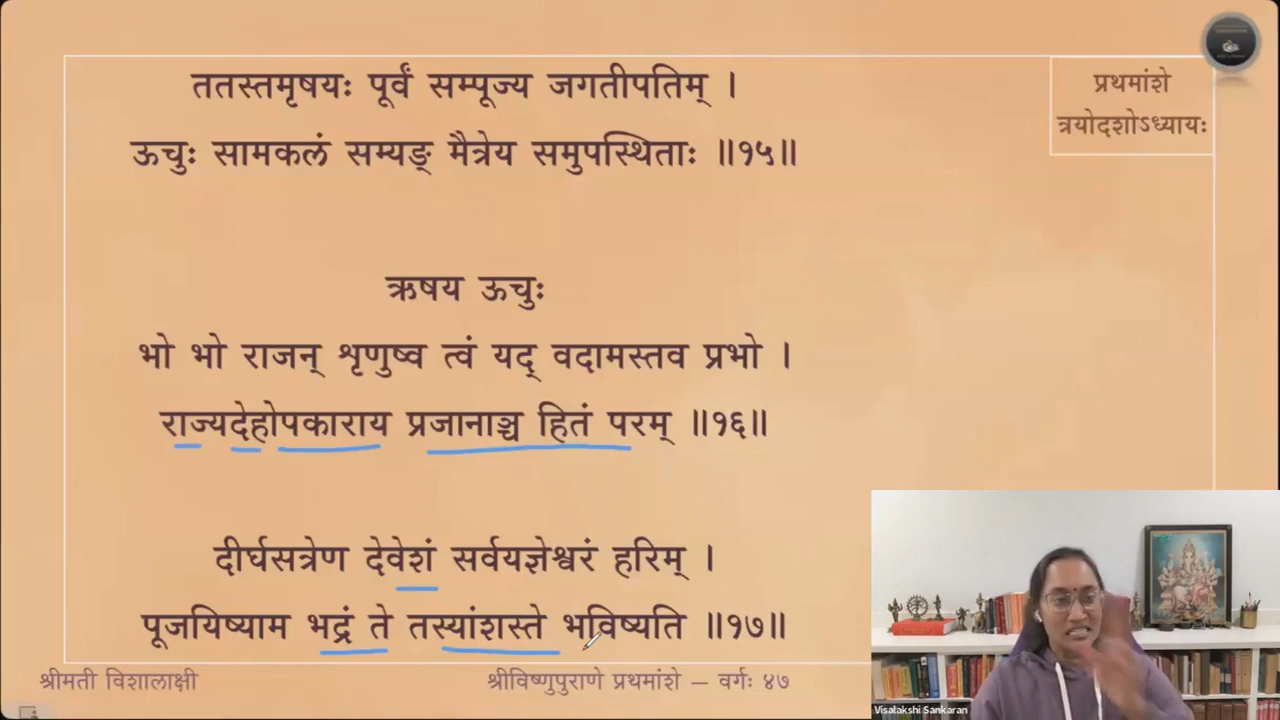 ततस्तमृषयः पूर्वं सम्पूज्य जगतीपतिम् ।
ऊचुः सामकलं सम्यङ् मैत्रेय समुपस्थिताः ॥१५॥
प्रथमांशे
त्रयोदशोऽध्यायः
ऋषय ऊचुः
भो भो राजन् शृणुष्व त्वं यद् वदामस्तव प्रभो ।
राज्यदेहोपकाराय प्रजानाञ्च हितं परम् ॥१६॥
दीर्घसत्रेण देवेशं सर्वयज्ञेश्वरं हरिम् ।
पूजयिष्याम भद्रं ते तस्यांशस्ते भविष्यति ॥१७॥
श्रीमती विशालाक्षी
श्रीविष्णुपुराणे प्रथमांशे – वर्गः ४७
Visalakshi Sankaran